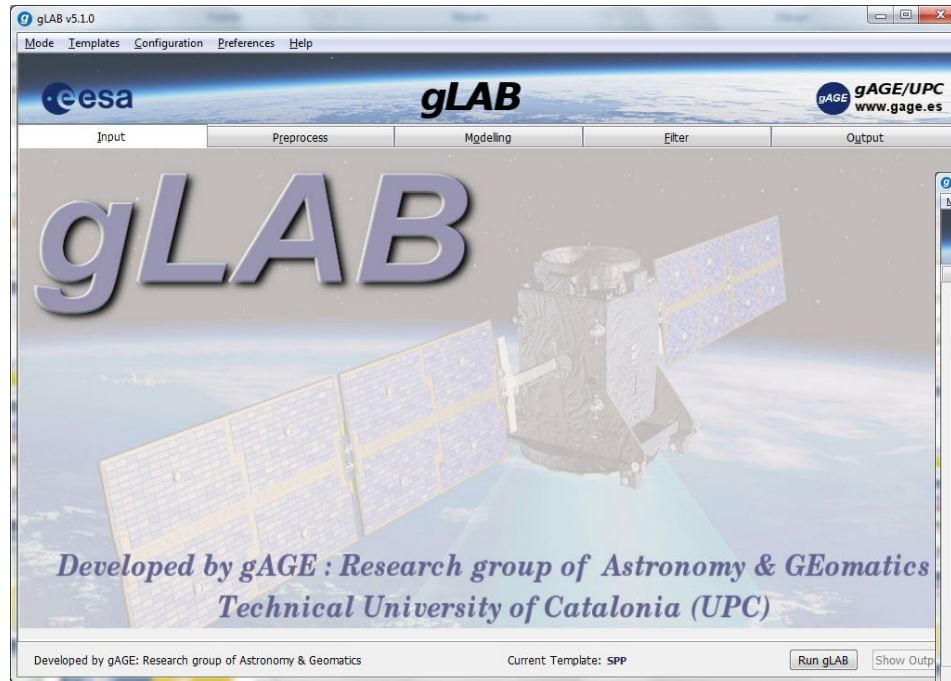 gLAB v5.1.0
Mode Templates Configuration Preferences Help
esa
gLAB
gAGE
gAGE/UPC
www.gage.es
Input Preprocess Modelling Filter Output
gLAB
Developed by gAGE : Research group of Astronomy & GEomatics
Technical University of Catalonia (UPC)
Developed by gAGE: Research group of Astronomy & Geomatics
Current Template: SPP
Run gLAB
Show Outp